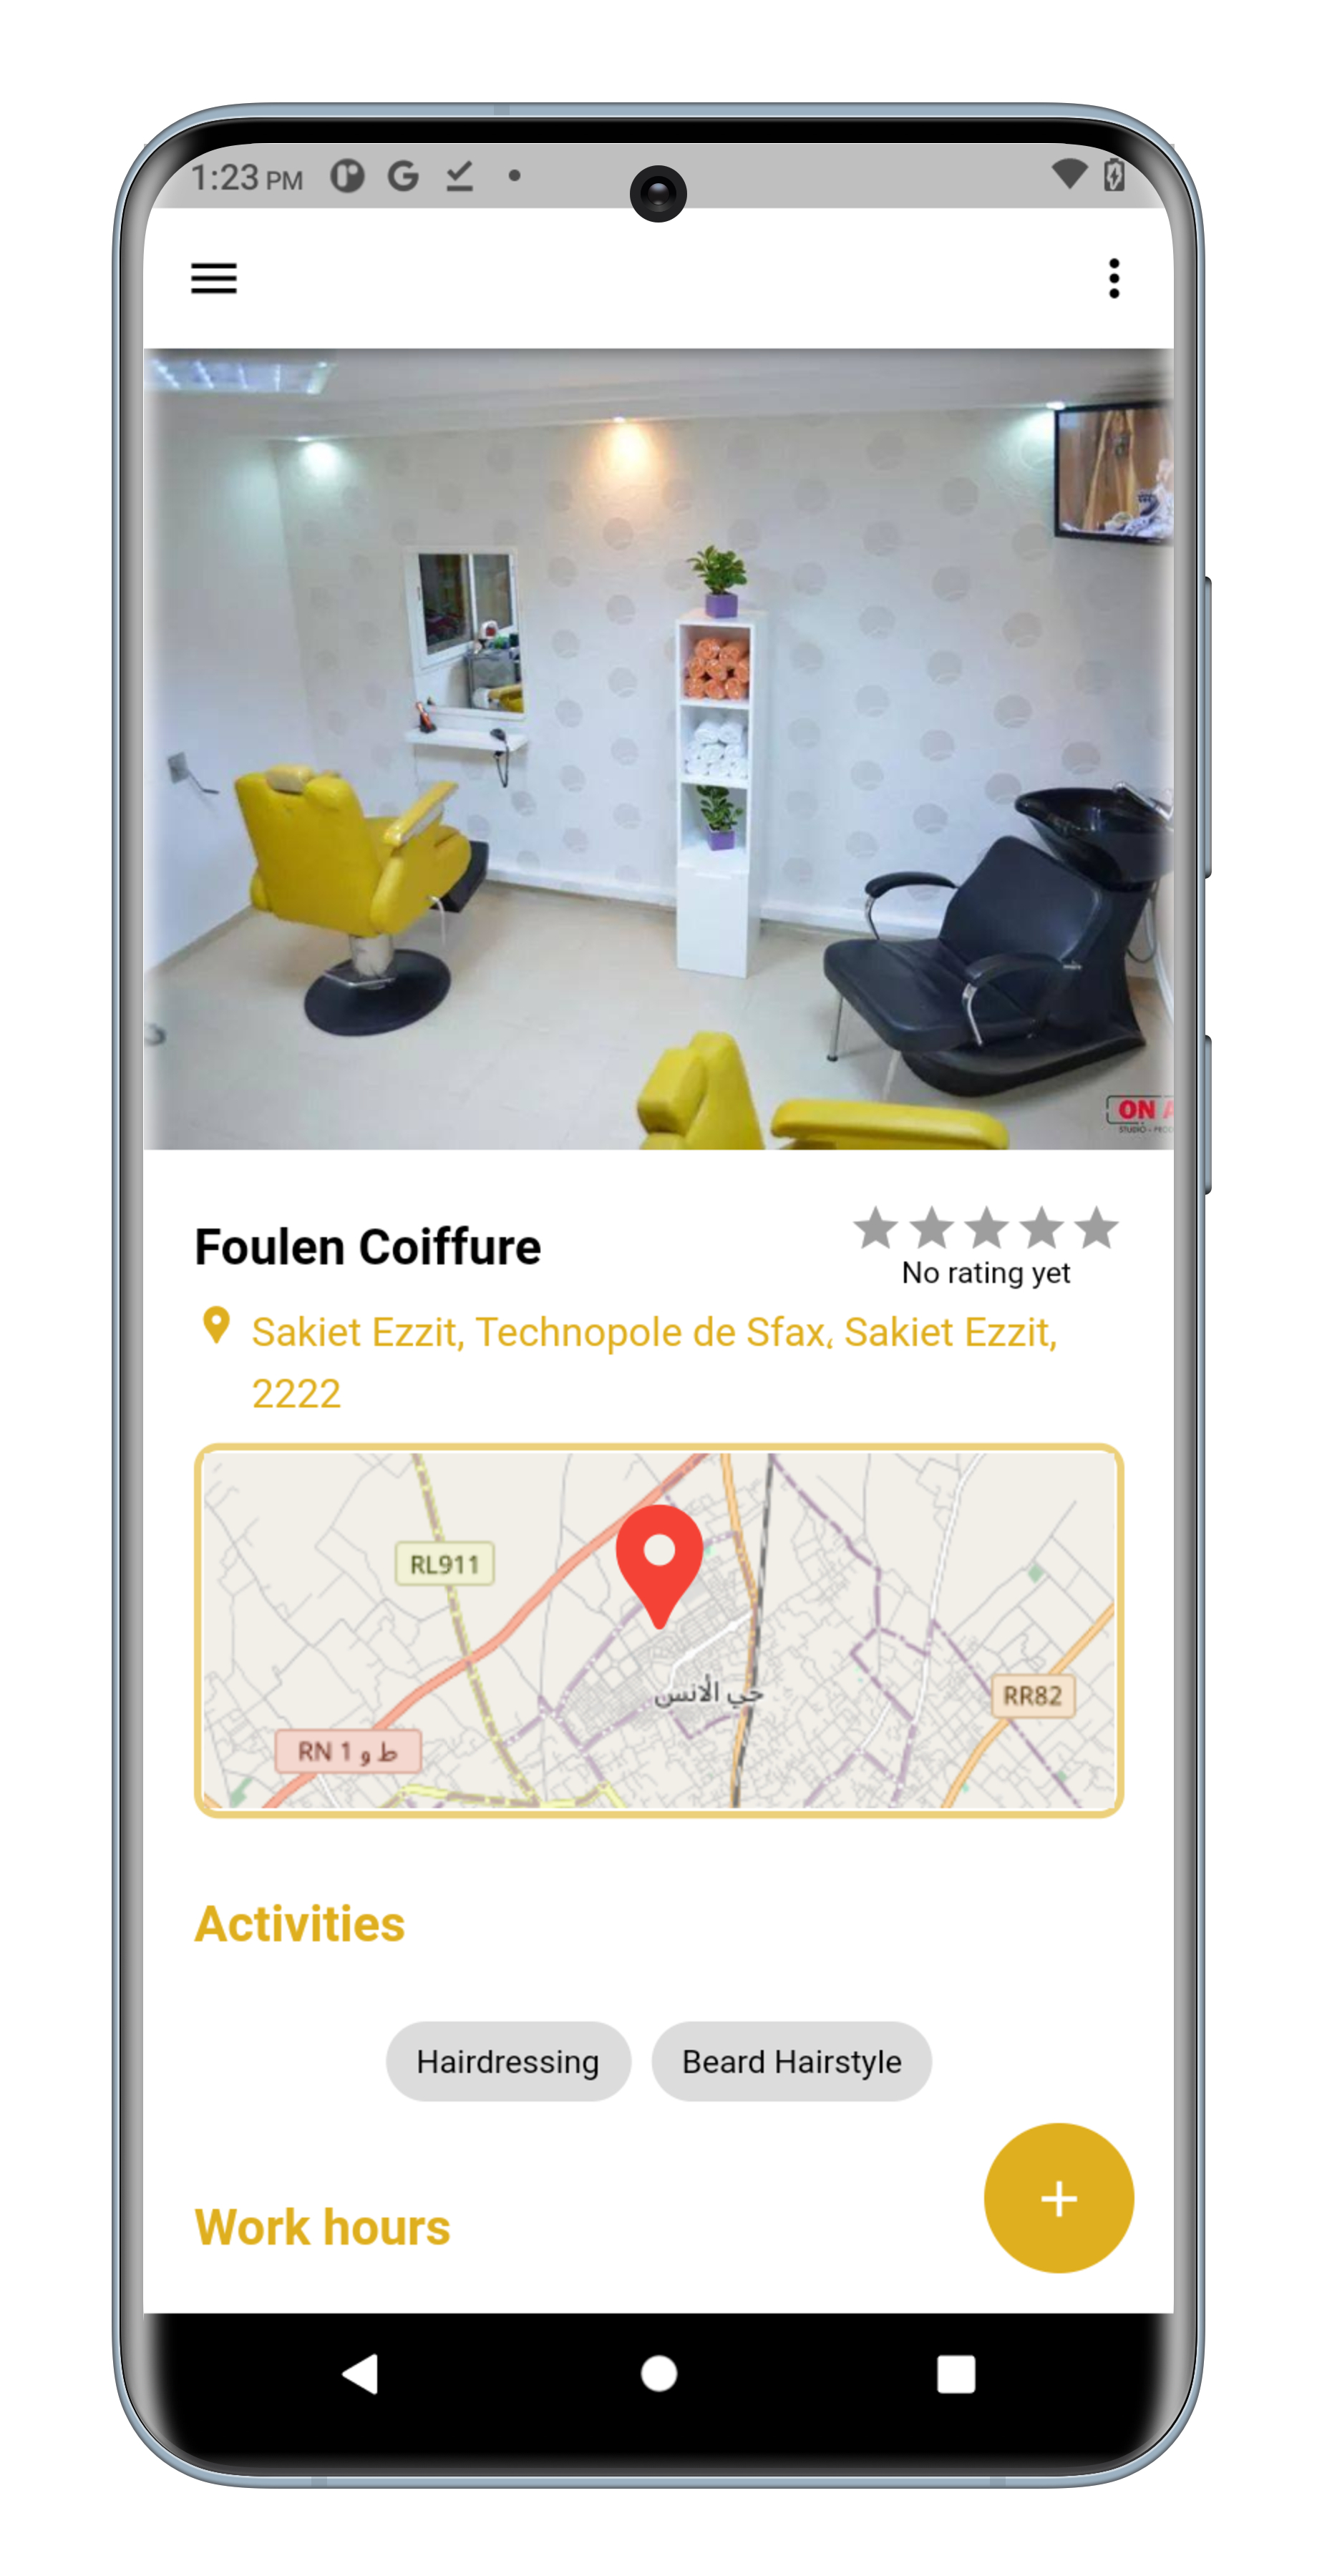 1:23 PM
ON
Foulen Coiffure
No rating yet
Sakiet Ezzit, Technopole de Sfax، Sakiet Ezzit,
2222
RL911
حي الأنس
RR82
RN 1 ط و
Activities
Hairdressing
Beard Hairstyle
Work hours